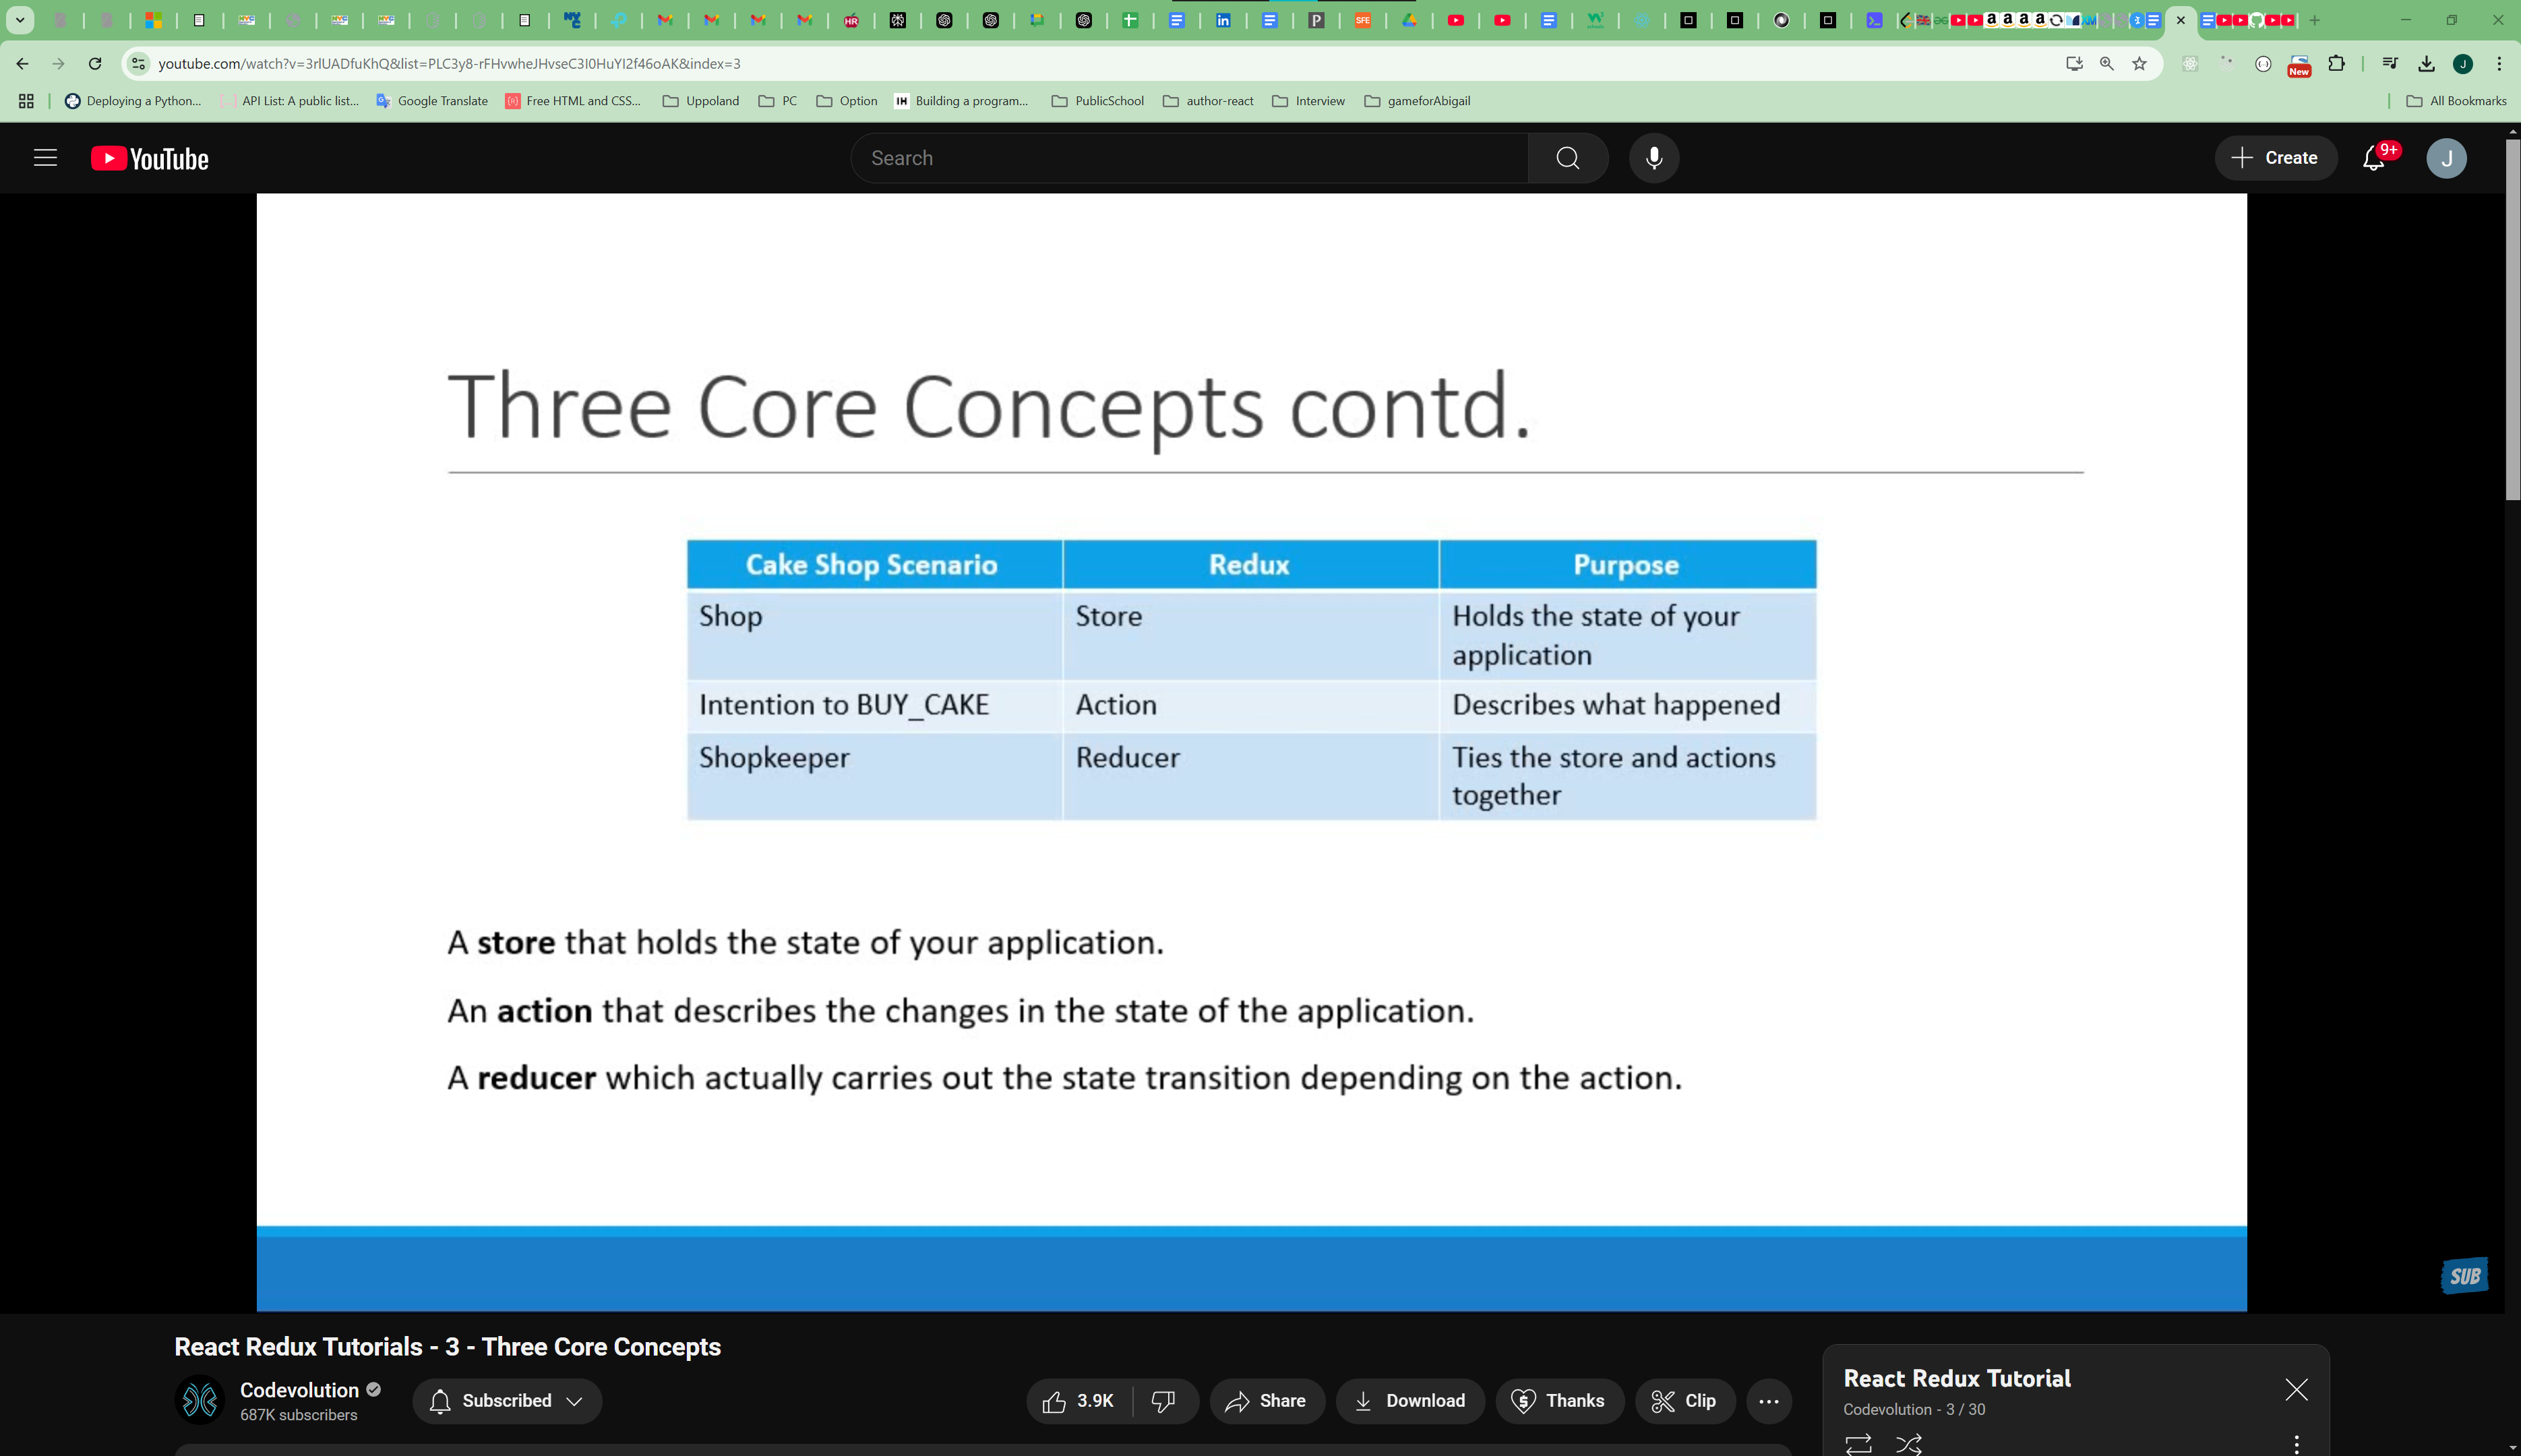 youtube.com/watch?v=3rlUADfuKhQ&list=PLC3y8-rFHvwheJHvseC3I0HuYI2f46oAK&index=3
New
J
Deploying a Python...
API List: A public list...
Google Translate
Free HTML and CSS...
Uppoland
PC
Option
IH
Building a program...
PublicSchool
author-react
Interview
gameforAbigail
All Bookmarks
YouTube
Search
Create
9+
J
Three Core Concepts contd.
Cake Shop Scenario Redux Purpose
Shop Store Holds the state of your
application
Intention to BUY_CAKE Action Describes what happened
Shopkeeper Reducer Ties the store and actions
together
A store that holds the state of your application.
An action that describes the changes in the state of the application.
A reducer which actually carries out the state transition depending on the action.
SUB
React Redux Tutorials - 3 - Three Core Concepts
Codevolution
687K subscribers
Subscribed
3.9K
Share
Download
Thanks
Clip
React Redux Tutorial
Codevolution - 3 / 30